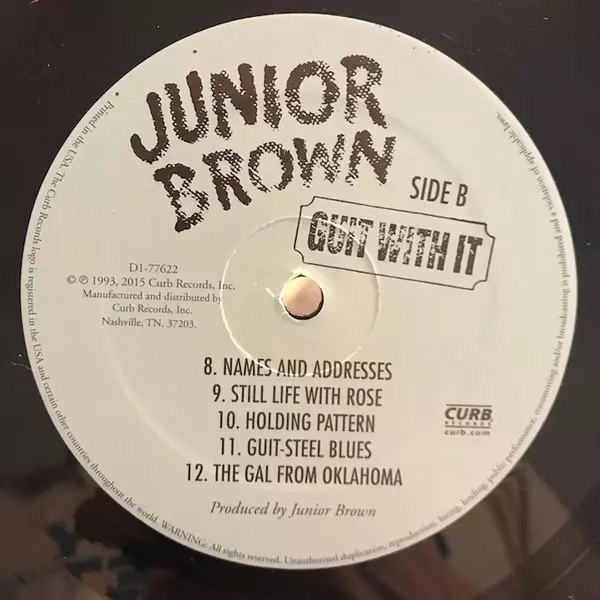 JUNIOR
BROWN
SIDE B
GUIT WITH IT
D1-77622
© ℗ 1993, 2015 Curb Records, Inc.
Manufactured and distributed by
Curb Records, Inc.
Nashville, TN. 37203.
8. NAMES AND ADDRESSES
9. STILL LIFE WITH ROSE
10. HOLDING PATTERN
11. GUIT-STEEL BLUES
12. THE GAL FROM OKLAHOMA
CURB
RECORDS
curb.com
Produced by Junior Brown
Printed in the USA. The Curb Records logo is registered in the USA and certain other countries throughout the world. WARNING: All rights reserved. Unauthorized duplication, reproduction, hiring, lending, public performance, transmitting and/or broadcasting is prohibited and a violation of applicable laws.